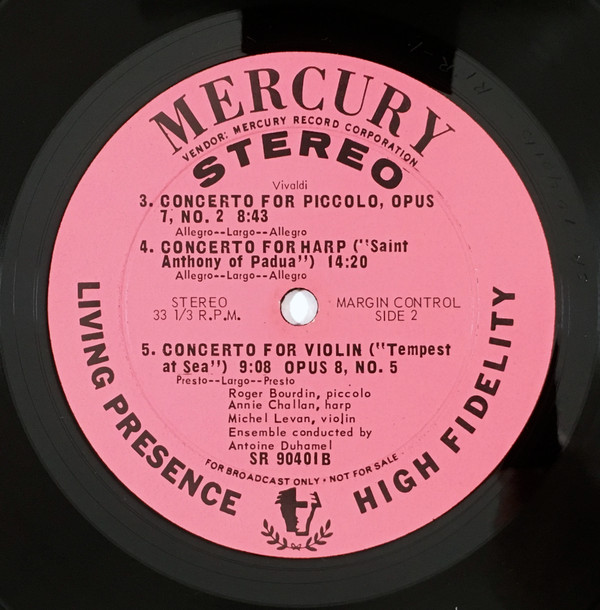 MERCURY
VENDOR: MERCURY RECORD CORPORATION
STEREO
Vivaldi
3. CONCERTO FOR PICCOLO, OPUS
7, NO. 2 8:43
Allegro--Largo--Allegro
4. CONCERTO FOR HARP ("Saint
Anthony of Padua") 14:20
Allegro--Largo--Allegro
STEREO
33 1/3 R.P.M.
MARGIN CONTROL
SIDE 2
5. CONCERTO FOR VIOLIN ("Tempest
at Sea") 9:08 OPUS 8, NO. 5
Presto--Largo--Presto
Roger Bourdin, piccolo
Annie Challan, harp
Michel Levan, violin
Ensemble conducted by
Antoine Duhamel
SR 90401B
FOR BROADCAST ONLY • NOT FOR SALE
LIVING PRESENCE
HIGH FIDELITY